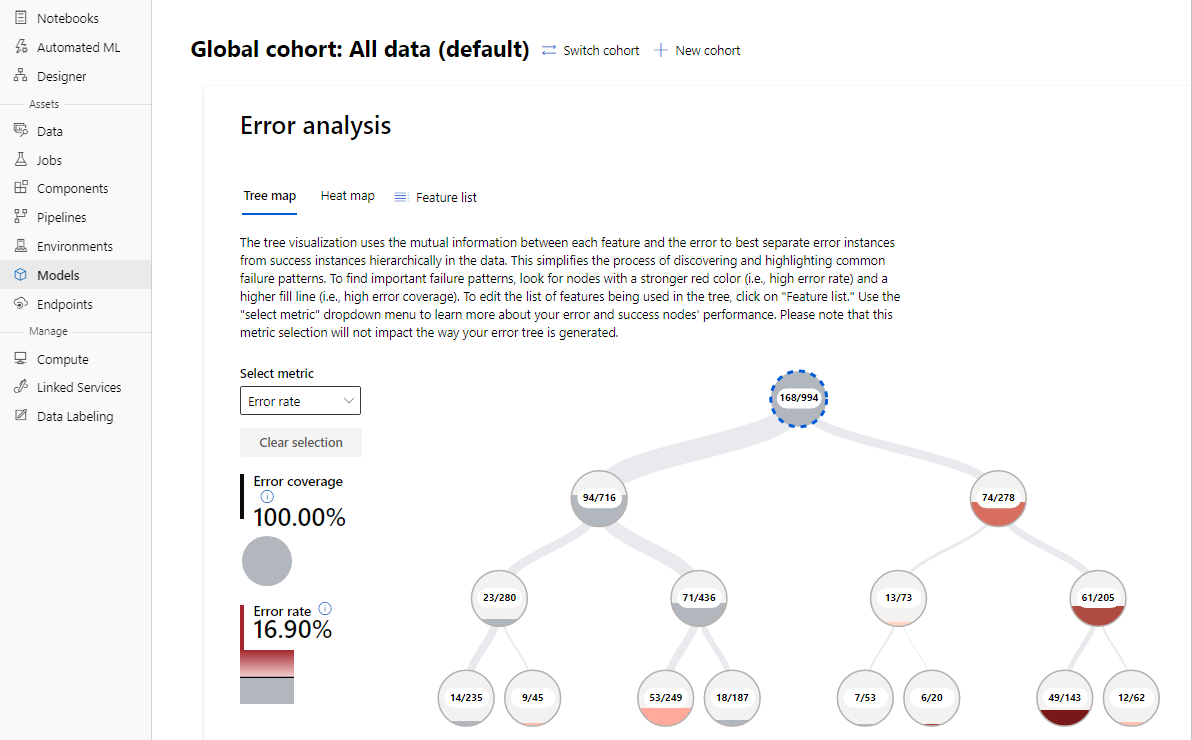 Notebooks
Automated ML
Designer
Assets
Data
Jobs
Components
Pipelines
Environments
Models
Endpoints
Manage
Compute
Linked Services
Data Labeling
Global cohort: All data (default)
Switch cohort
New cohort
Error analysis
Tree map
Heat map
Feature list
The tree visualization uses the mutual information between each feature and the error to best separate error instances
from success instances hierarchically in the data. This simplifies the process of discovering and highlighting common
failure patterns. To find important failure patterns, look for nodes with a stronger red color (i.e., high error rate) and a
higher fill line (i.e., high error coverage). To edit the list of features being used in the tree, click on "Feature list." Use the
"select metric" dropdown menu to learn more about your error and success nodes' performance. Please note that this
metric selection will not impact the way your error tree is generated.
Select metric
Error rate
Clear selection
Error coverage
100.00%
Error rate
16.90%
168/994
94/716
74/278
23/280
71/436
13/73
61/205
14/235
9/45
53/249
18/187
7/53
6/20
49/143
12/62